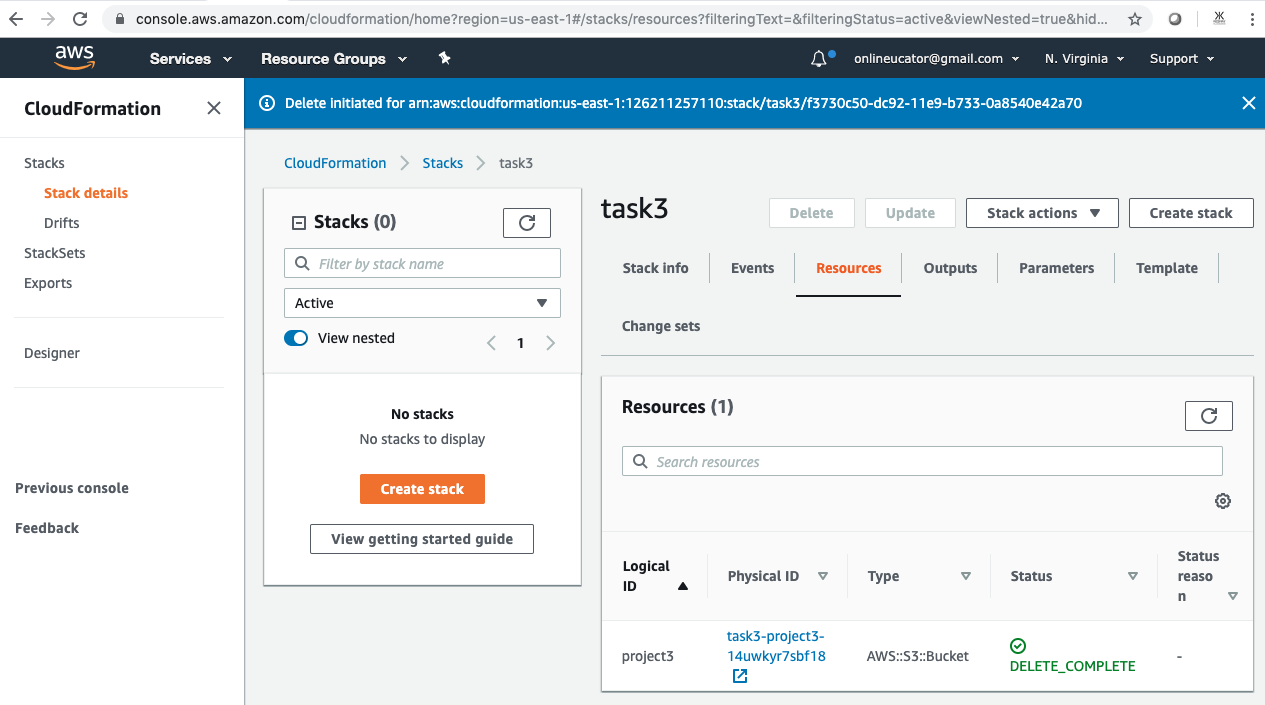 console.aws.amazon.com/cloudformation/home?region=us-east-1#/stacks/resources?filteringText=&filteringStatus=active&viewNested=true&hid...
aws
Services
Resource Groups
onlineucator@gmail.com
N. Virginia
Support
CloudFormation
Delete initiated for arn:aws:cloudformation:us-east-1:126211257110:stack/task3/f3730c50-dc92-11e9-b733-0a8540e42a70
Stacks
Stack details
Drifts
StackSets
Exports
Designer
Previous console
Feedback
CloudFormation
Stacks
task3
Stacks (0)
Filter by stack name
Active
View nested
1
No stacks
No stacks to display
Create stack
View getting started guide
task3
Delete
Update
Stack actions
Create stack
Stack info
Events
Resources
Outputs
Parameters
Template
Change sets
Resources (1)
Search resources
Logical
ID
Physical ID
Type
Status
Status
reaso
n
project3
task3-project3-
14uwkyr7sbf18
AWS::S3::Bucket
DELETE_COMPLETE
-